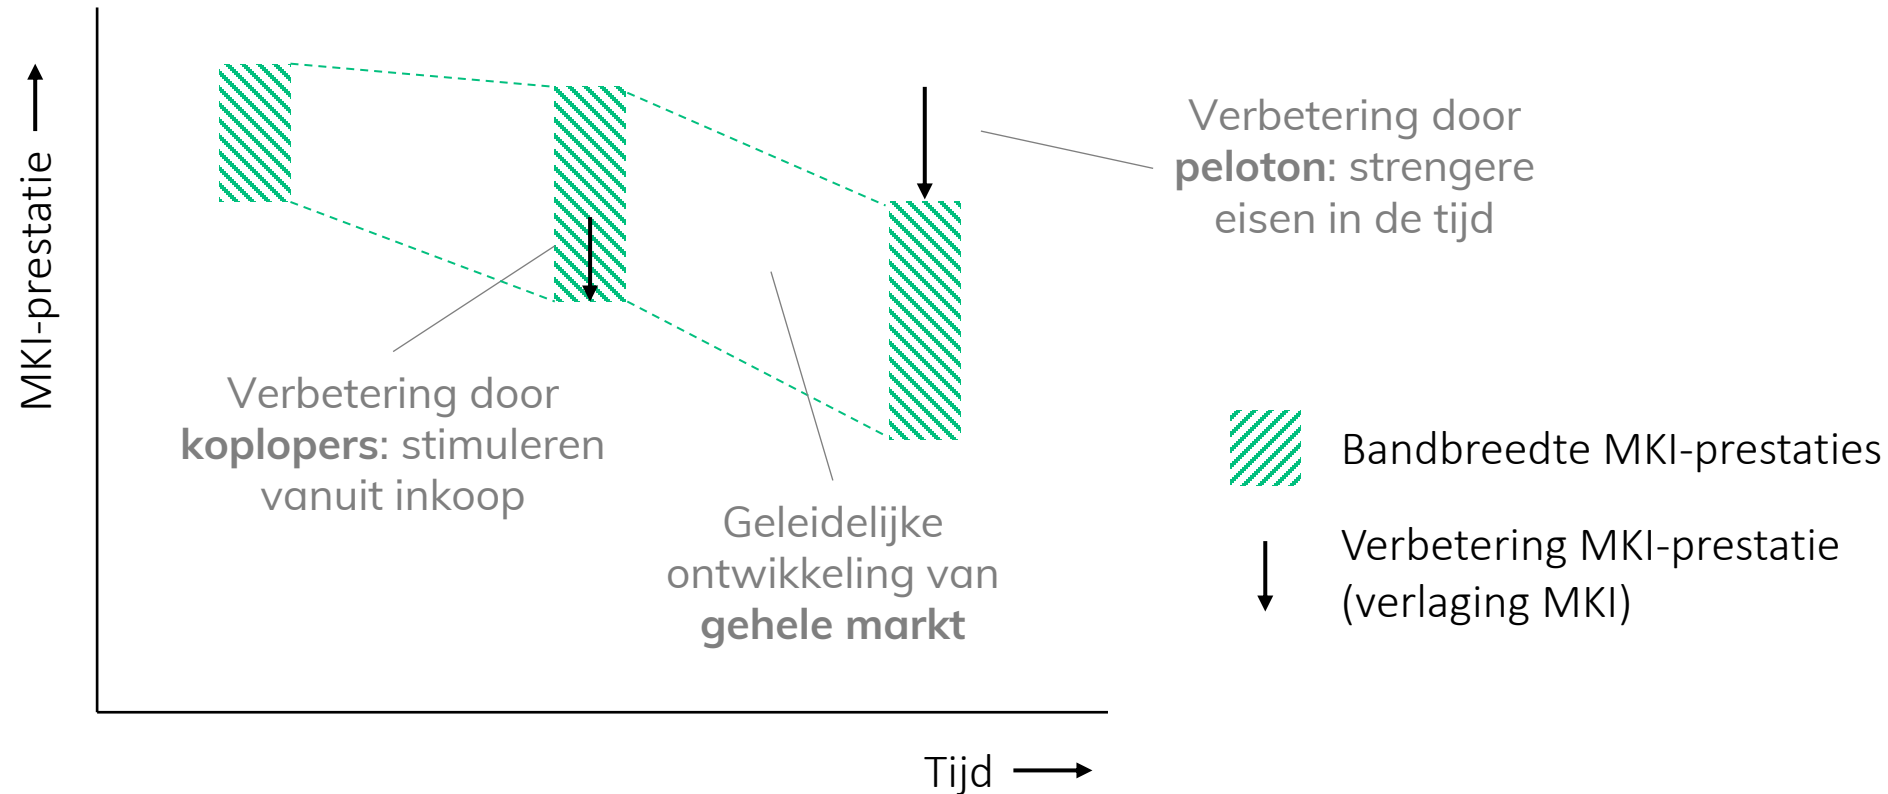 MKI-prestatie
Verbetering door
peloton: strengere
eisen in de tijd
Verbetering door
koplopers: stimuleren
vanuit inkoop
Geleidelijke
ontwikkeling van
gehele markt
Bandbreedte MKI-prestaties
Verbetering MKI-prestatie
(verlaging MKI)
Tijd